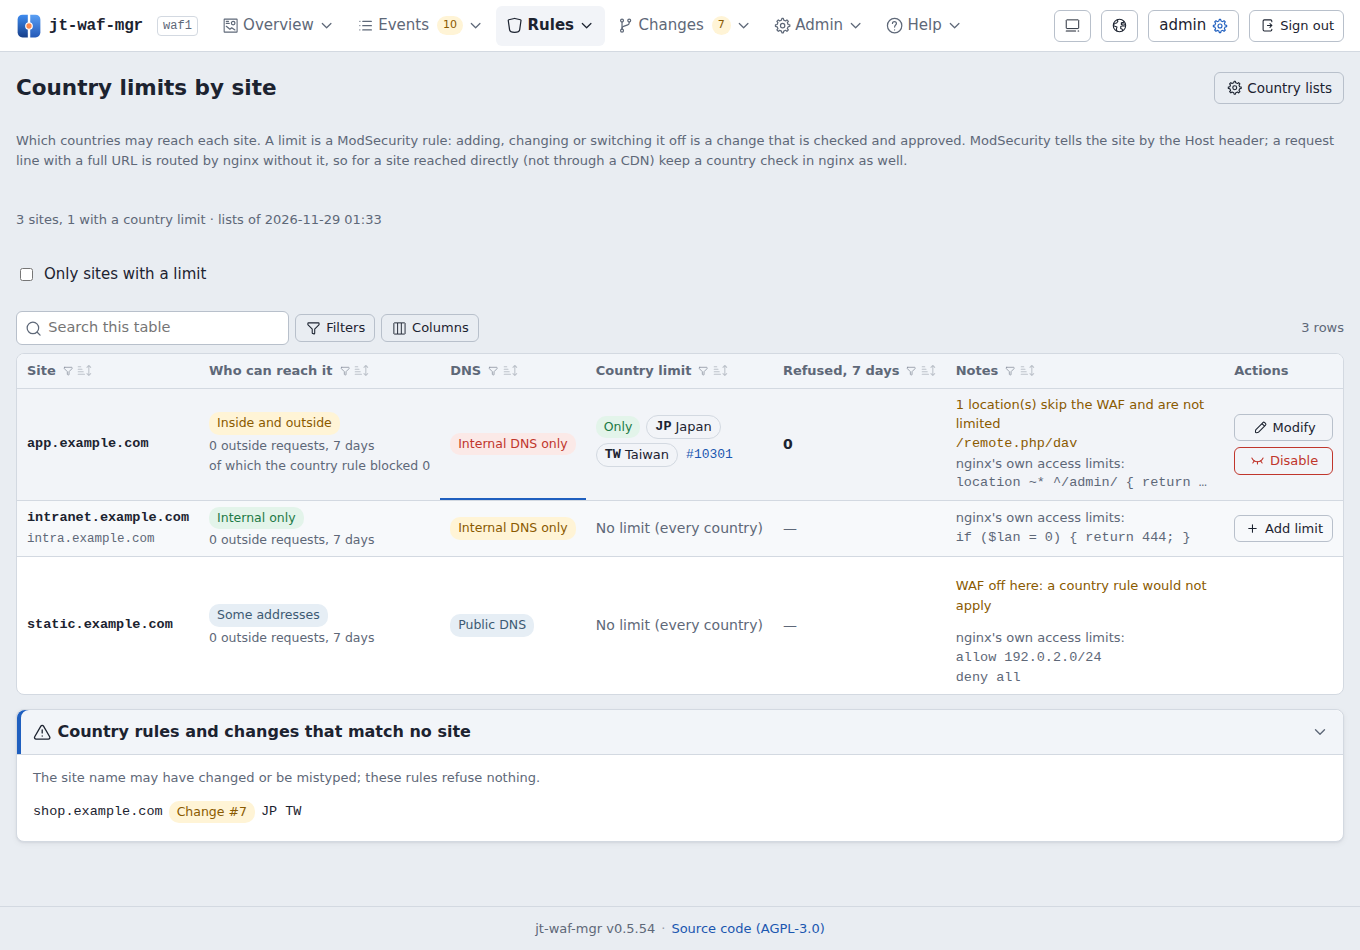 jt-waf-mgr waf1 Overview Events 10 Rules Changes 7 Admin Help admin Sign out
Country limits by site
Country lists
Which countries may reach each site. A limit is a ModSecurity rule: adding, changing or switching it off is a change that is checked and approved. ModSecurity tells the site by the Host header; a request
line with a full URL is routed by nginx without it, so for a site reached directly (not through a CDN) keep a country check in nginx as well.
3 sites, 1 with a country limit · lists of 2026-11-29 01:33
Only sites with a limit
Search this table Filters Columns 3 rows
Site Who can reach it DNS Country limit Refused, 7 days Notes Actions
app.example.com
Inside and outside
0 outside requests, 7 days
of which the country rule blocked 0
Internal DNS only
Only JP Japan
TW Taiwan #10301
0
1 location(s) skip the WAF and are not
limited
/remote.php/dav
nginx's own access limits:
location ~* ^/admin/ { return …
Modify
Disable
intranet.example.com
intra.example.com
Internal only
0 outside requests, 7 days
Internal DNS only
No limit (every country)
—
nginx's own access limits:
if ($lan = 0) { return 444; }
Add limit
static.example.com
Some addresses
0 outside requests, 7 days
Public DNS
No limit (every country)
—
WAF off here: a country rule would not
apply
nginx's own access limits:
allow 192.0.2.0/24
deny all
Country rules and changes that match no site
The site name may have changed or be mistyped; these rules refuse nothing.
shop.example.com Change #7 JP TW
jt-waf-mgr v0.5.54 · Source code (AGPL-3.0)